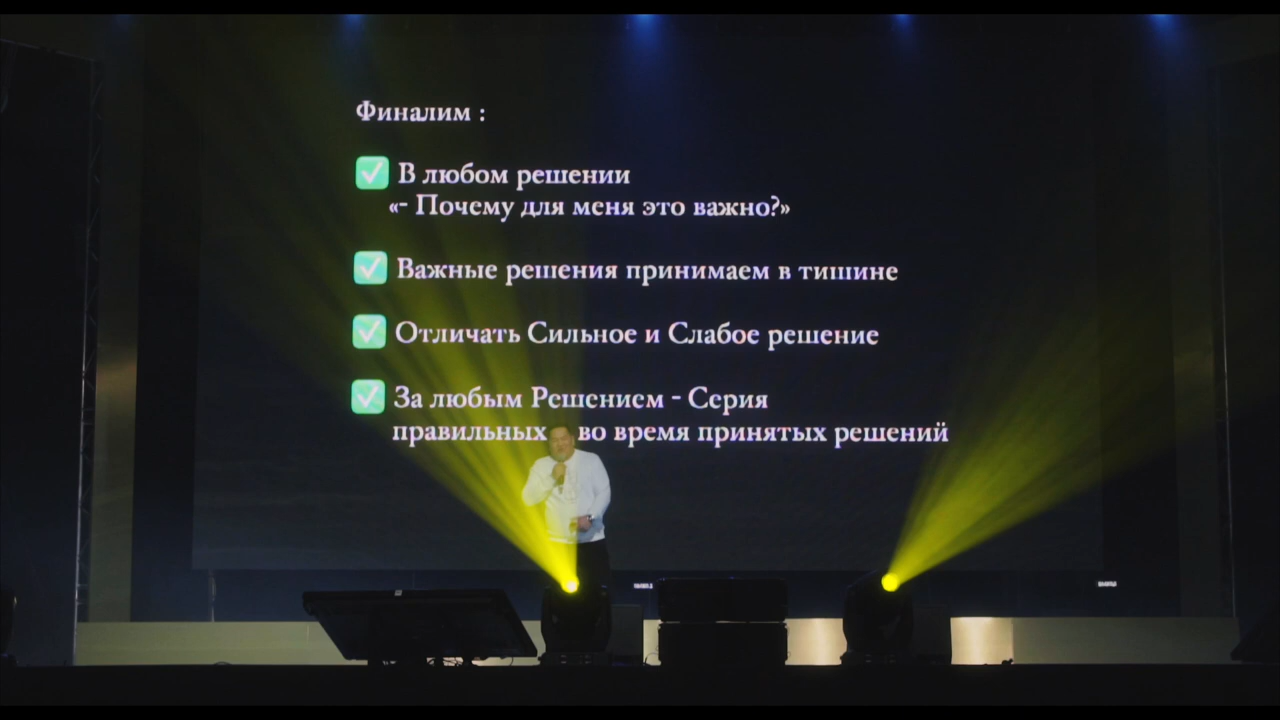 Финалим :
В любом решении
«- Почему для меня это важно?»
Важные решения принимаем в тишине
Отличать Сильное и Слабое решение
За любым Решением - Серия
правильных во время принятых решений